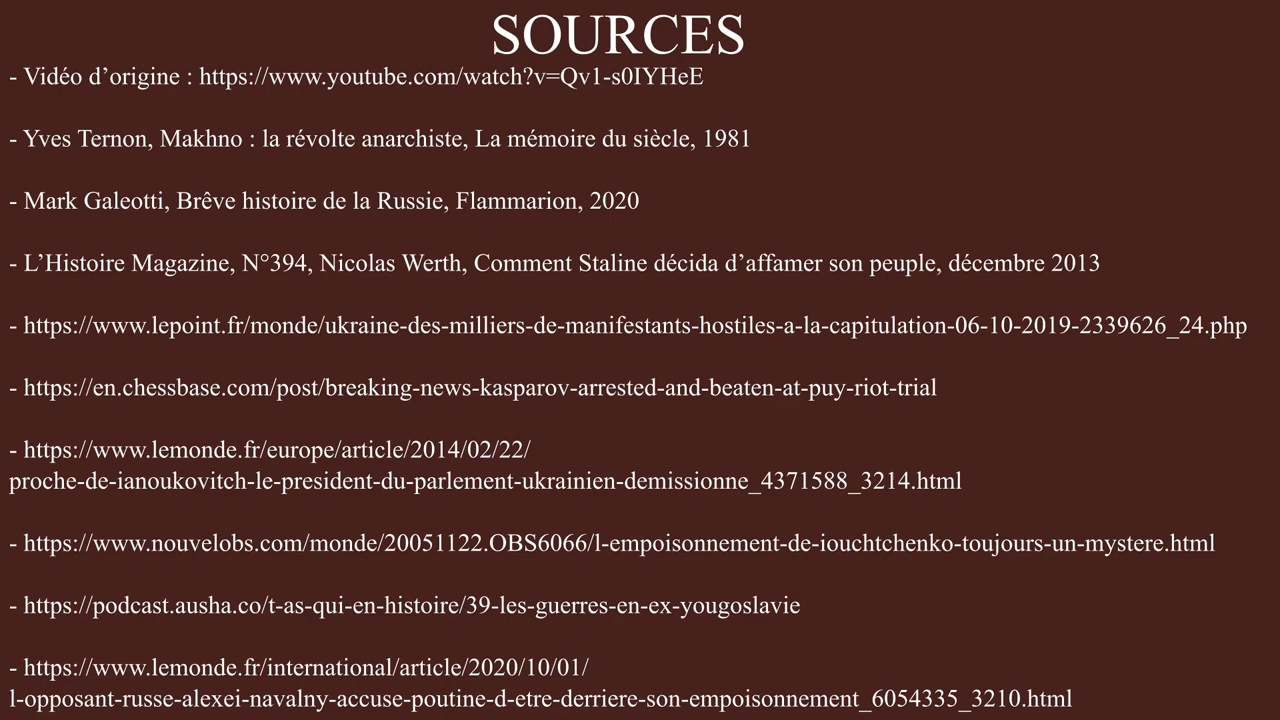 SOURCES
- Vidéo d’origine : https://www.youtube.com/watch?v=Qv1-s0IYHeE
- Yves Ternon, Makhno : la révolte anarchiste, La mémoire du siècle, 1981
- Mark Galeotti, Brêve histoire de la Russie, Flammarion, 2020
- L’Histoire Magazine, N°394, Nicolas Werth, Comment Staline décida d’affamer son peuple, décembre 2013
- https://www.lepoint.fr/monde/ukraine-des-milliers-de-manifestants-hostiles-a-la-capitulation-06-10-2019-2339626_24.php
- https://en.chessbase.com/post/breaking-news-kasparov-arrested-and-beaten-at-puy-riot-trial
- https://www.lemonde.fr/europe/article/2014/02/22/
proche-de-ianoukovitch-le-president-du-parlement-ukrainien-demissionne_4371588_3214.html
- https://www.nouvelobs.com/monde/20051122.OBS6066/l-empoisonnement-de-iouchtchenko-toujours-un-mystere.html
- https://podcast.ausha.co/t-as-qui-en-histoire/39-les-guerres-en-ex-yougoslavie
- https://www.lemonde.fr/international/article/2020/10/01/
l-opposant-russe-alexei-navalny-accuse-poutine-d-etre-derriere-son-empoisonnement_6054335_3210.html